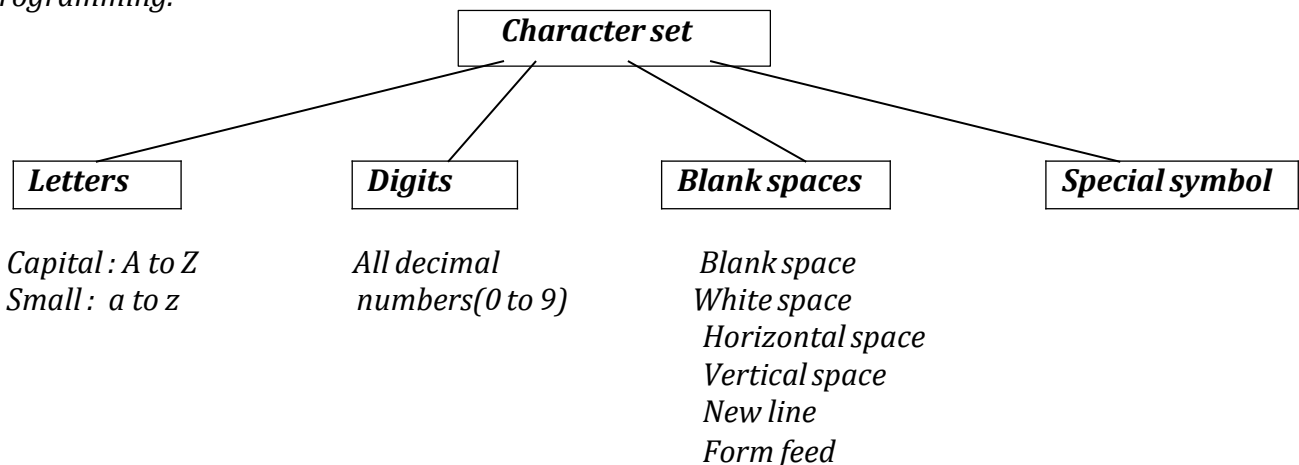 rogramming.
Character set
Letters
Digits
Blank spaces
Special symbol
Capital : A to Z
Small : a to z
All decimal
numbers(0 to 9)
Blank space
White space
Horizontal space
Vertical space
New line
Form feed